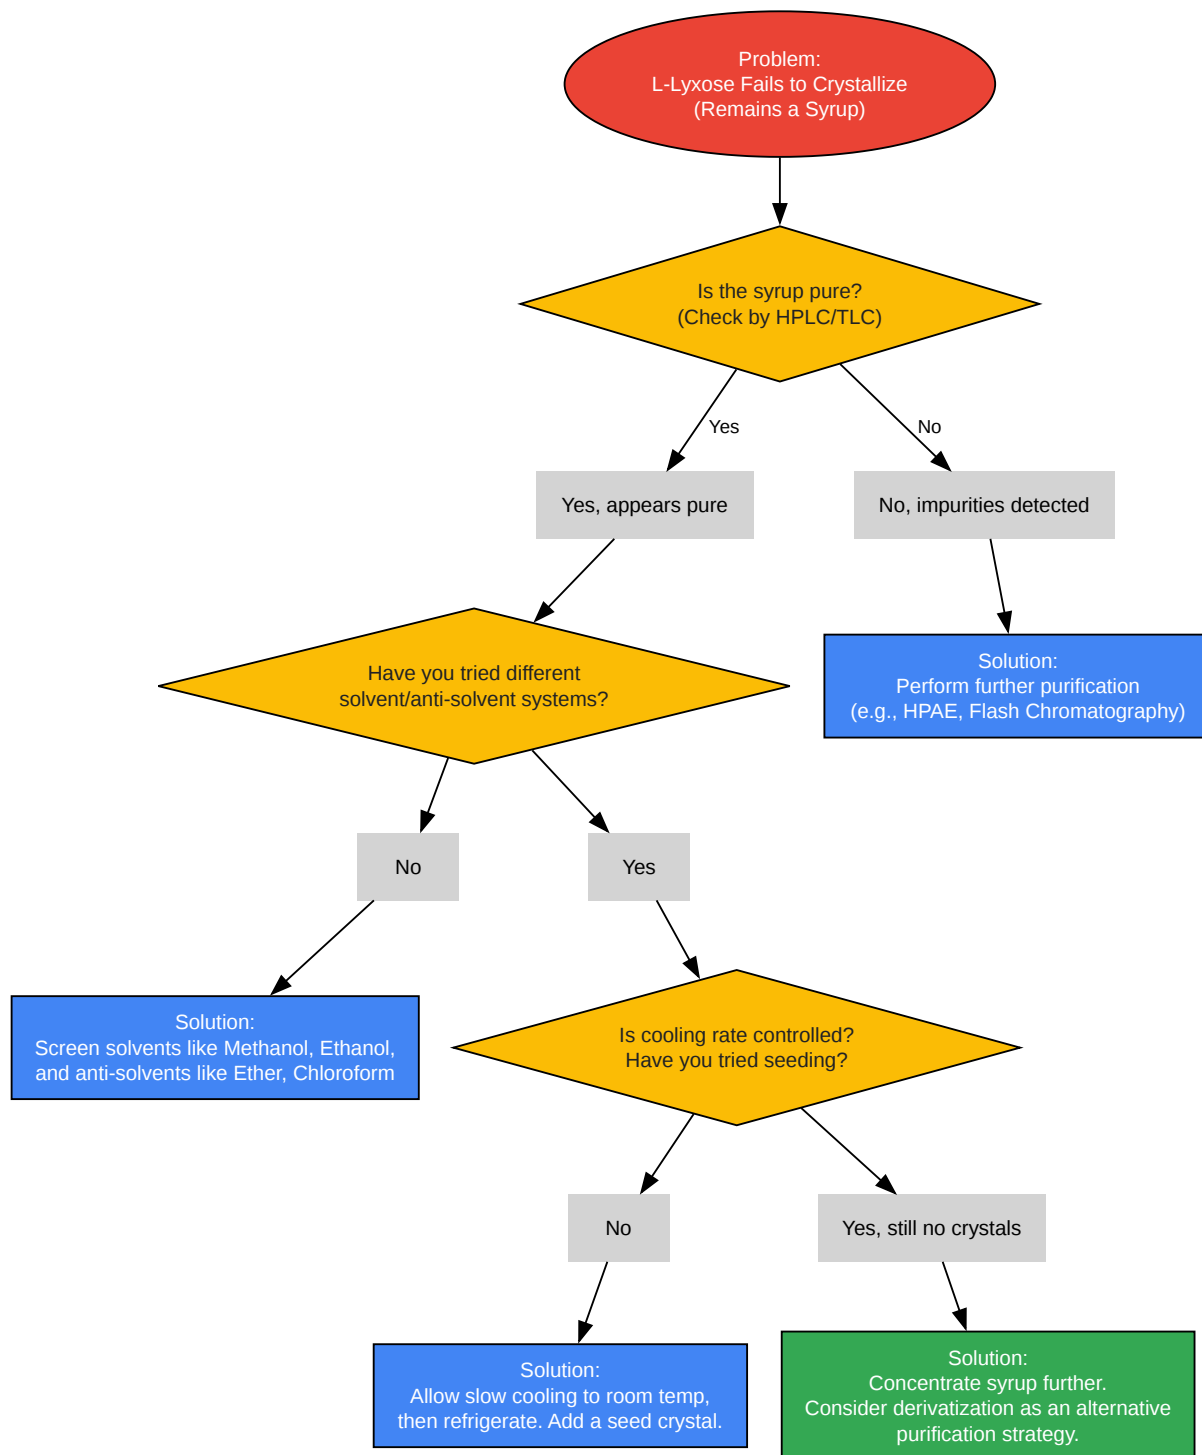 Problem:
L-Lyxose Fails to Crystallize
(Remains a Syrup)
Is the syrup pure?
(Check by HPLC/TLC)
Yes
No
Yes, appears pure
No, impurities detected
Have you tried different
solvent/anti-solvent systems?
Solution:
Perform further purification
(e.g., HPAE, Flash Chromatography)
No
Yes
Solution:
Screen solvents like Methanol, Ethanol,
and anti-solvents like Ether, Chloroform
Is cooling rate controlled?
Have you tried seeding?
No
Yes, still no crystals
Solution:
Allow slow cooling to room temp,
then refrigerate. Add a seed crystal.
Solution:
Concentrate syrup further.
Consider derivatization as an alternative
purification strategy.